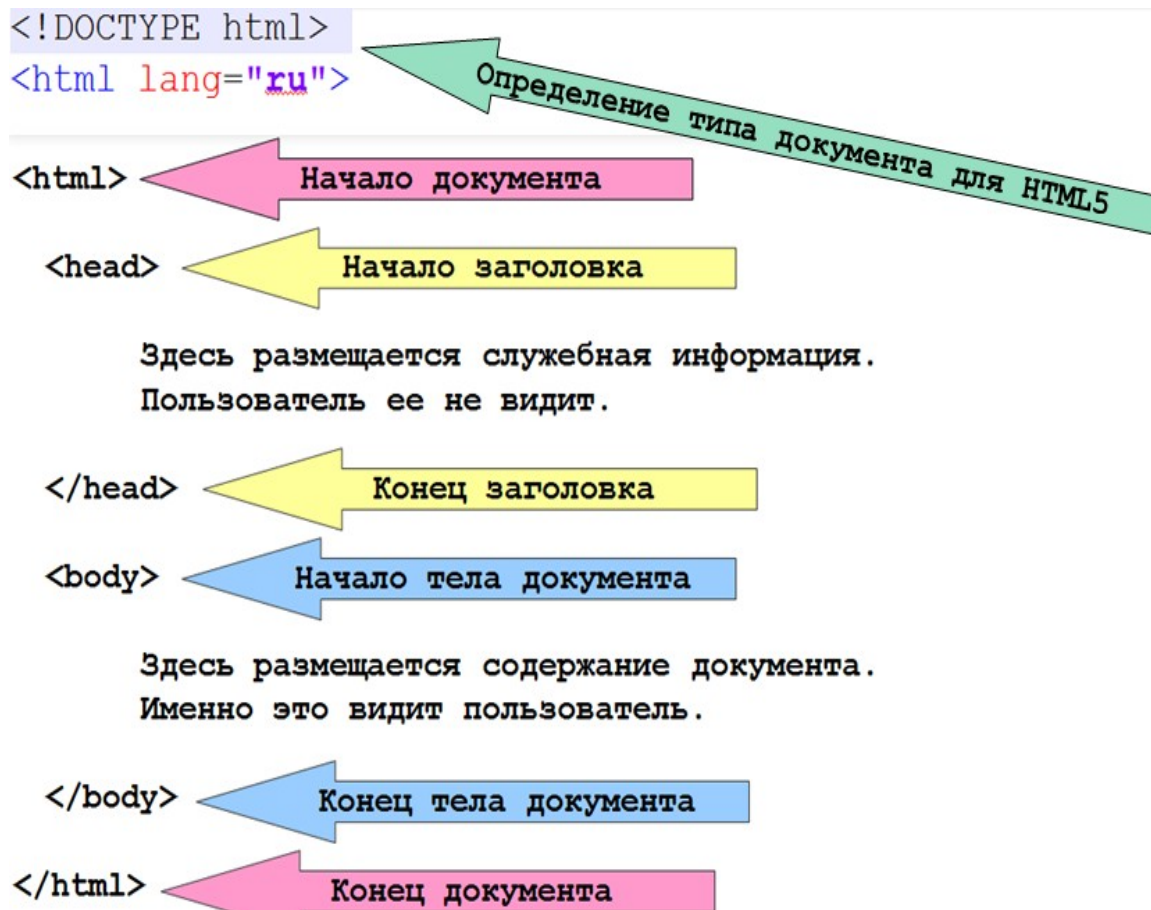 <!DOCTYPE html>
<html lang="ru">
Определение типа документа для HTML5
<html>
Начало документа
<head>
Начало заголовка
Здесь размещается служебная информация.
Пользователь ее не видит.
</head>
Конец заголовка
<body>
Начало тела документа
Здесь размещается содержание документа.
Именно это видит пользователь.
</body>
Конец тела документа
</html>
Конец документа